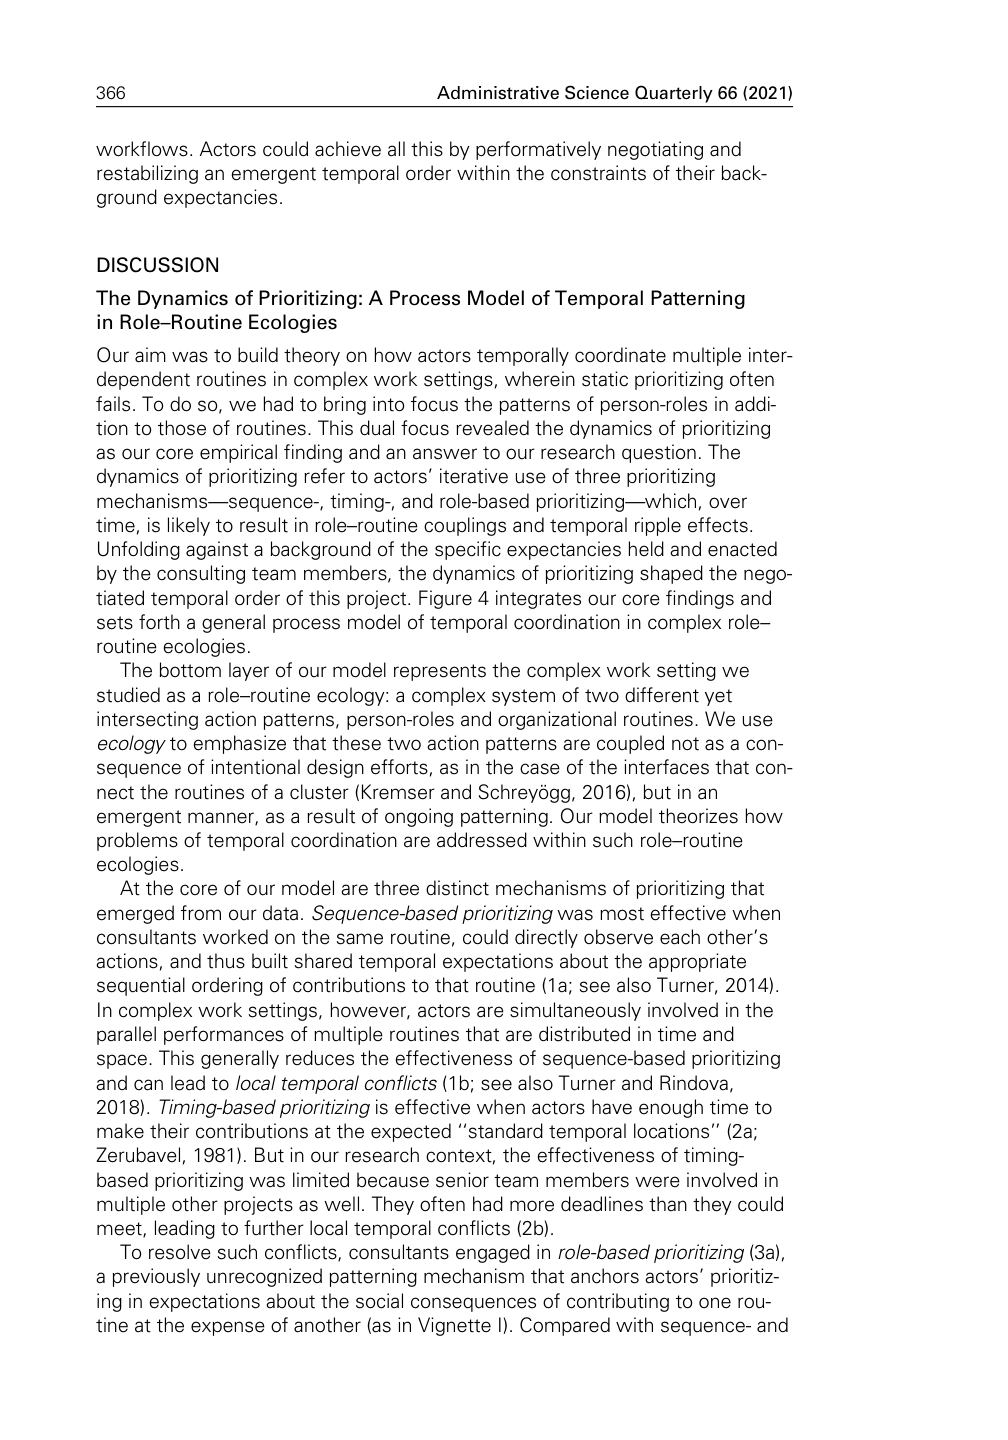 366
Administrative Science Quarterly 66 (2021)
workflows. Actors could achieve all this by performatively negotiating and
restabilizing an emergent temporal order within the constraints of their back-
ground expectancies.
DISCUSSION
The Dynamics of Prioritizing: A Process Model of Temporal Patterning
in Role–Routine Ecologies
Our aim was to build theory on how actors temporally coordinate multiple inter-
dependent routines in complex work settings, wherein static prioritizing often
fails. To do so, we had to bring into focus the patterns of person-roles in addi-
tion to those of routines. This dual focus revealed the dynamics of prioritizing
as our core empirical finding and an answer to our research question. The
dynamics of prioritizing refer to actors’ iterative use of three prioritizing
mechanisms—sequence-, timing-, and role-based prioritizing—which, over
time, is likely to result in role–routine couplings and temporal ripple effects.
Unfolding against a background of the specific expectancies held and enacted
by the consulting team members, the dynamics of prioritizing shaped the nego-
tiated temporal order of this project. Figure 4 integrates our core findings and
sets forth a general process model of temporal coordination in complex role–
routine ecologies.
The bottom layer of our model represents the complex work setting we
studied as a role–routine ecology: a complex system of two different yet
intersecting action patterns, person-roles and organizational routines. We use
ecology to emphasize that these two action patterns are coupled not as a con-
sequence of intentional design efforts, as in the case of the interfaces that con-
nect the routines of a cluster (Kremser and Schreyögg, 2016), but in an
emergent manner, as a result of ongoing patterning. Our model theorizes how
problems of temporal coordination are addressed within such role–routine
ecologies.
At the core of our model are three distinct mechanisms of prioritizing that
emerged from our data. Sequence-based prioritizing was most effective when
consultants worked on the same routine, could directly observe each other’s
actions, and thus built shared temporal expectations about the appropriate
sequential ordering of contributions to that routine (1a; see also Turner, 2014).
In complex work settings, however, actors are simultaneously involved in the
parallel performances of multiple routines that are distributed in time and
space. This generally reduces the effectiveness of sequence-based prioritizing
and can lead to local temporal conflicts (1b; see also Turner and Rindova,
2018). Timing-based prioritizing is effective when actors have enough time to
make their contributions at the expected ‘‘standard temporal locations’’ (2a;
Zerubavel, 1981). But in our research context, the effectiveness of timing-
based prioritizing was limited because senior team members were involved in
multiple other projects as well. They often had more deadlines than they could
meet, leading to further local temporal conflicts (2b).
To resolve such conflicts, consultants engaged in role-based prioritizing (3a),
a previously unrecognized patterning mechanism that anchors actors’ prioritiz-
ing in expectations about the social consequences of contributing to one rou-
tine at the expense of another (as in Vignette I). Compared with sequence- and